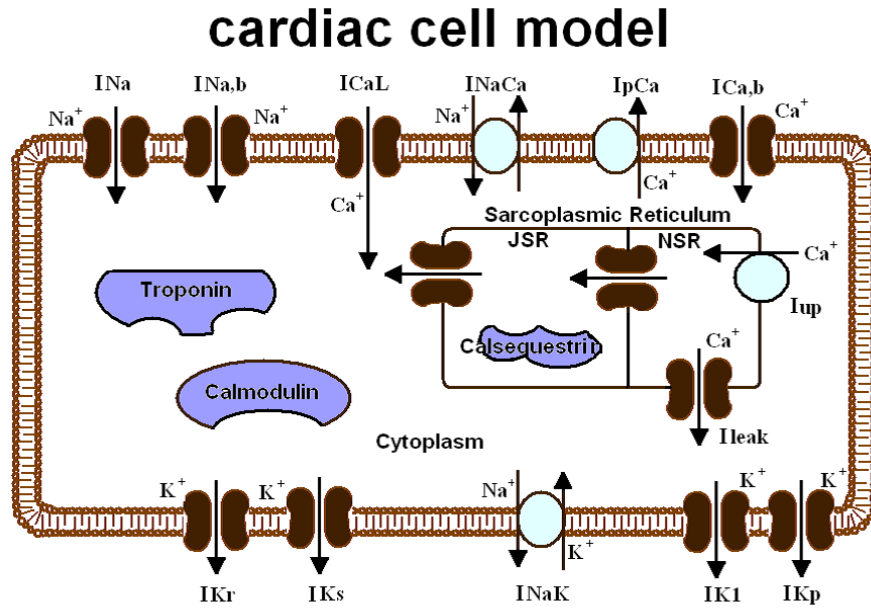 cardiac cell model
INa
INa,b
ICaL
INaCa
IpCa
ICa,b
Na⁺
Na⁺
Na⁺
Ca⁺
Ca⁺
Ca⁺
Sarcoplasmic Reticulum
JSR
NSR
Ca⁺
Troponin
Iup
Calsequestrin
Ca⁺
Calmodulin
Ileak
Cytoplasm
K⁺
K⁺
Na⁺
K⁺
K⁺
K⁺
IKr
IKs
INaK
IK1
IKp